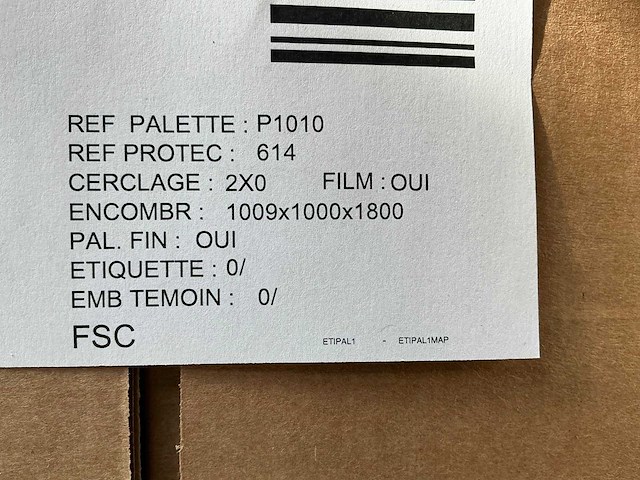 REF PALETTE : P1010
REF PROTEC : 614
CERCLAGE : 2X0 FILM : OUI
ENCOMBR : 1009x1000x1800
PAL. FIN : OUI
ETIQUETTE : 0/
EMB TEMOIN : 0/
FSC
ETIPAL1 - ETIPAL1MAP